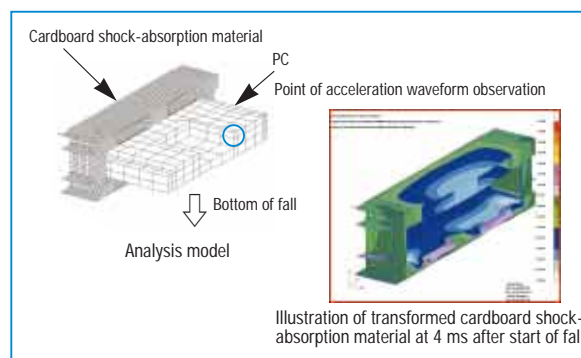 Cardboard shock-absorption material
PC
Point of acceleration waveform observation
Bottom of fall
Analysis model
Illustration of transformed cardboard shock-
absorption material at 4 ms after start of fal